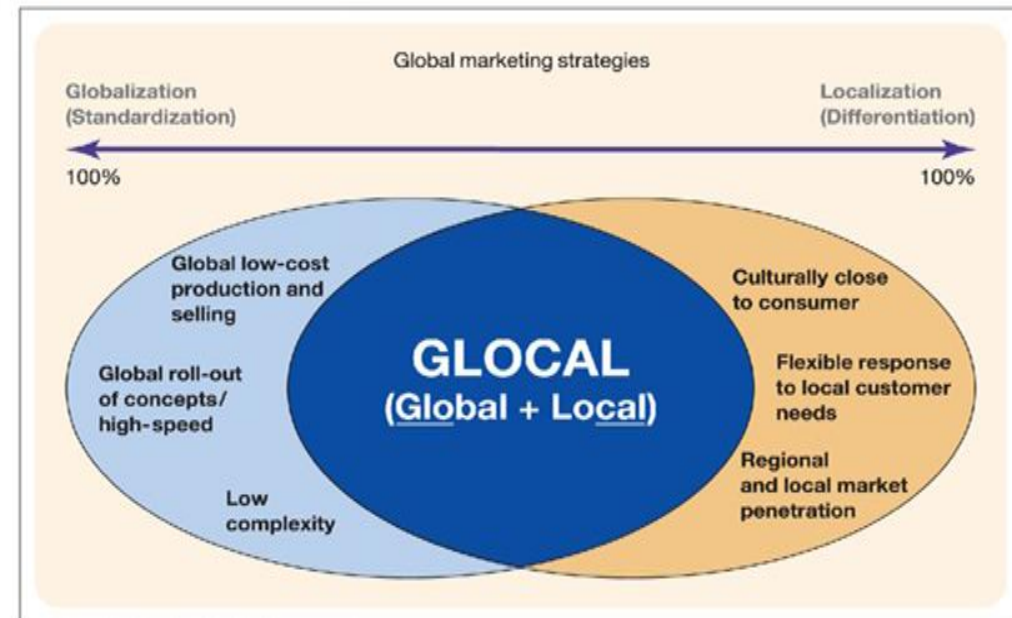 Global marketing strategies
Globalization
(Standardization)
Localization
(Differentiation)
100%
100%
Global low-cost
production and
selling
Global roll-out
of concepts/
high-speed
Low
complexity
GLOCAL
(Global + Local)
Culturally close
to consumer
Flexible response
to local customer
needs
Regional
and local market
penetration